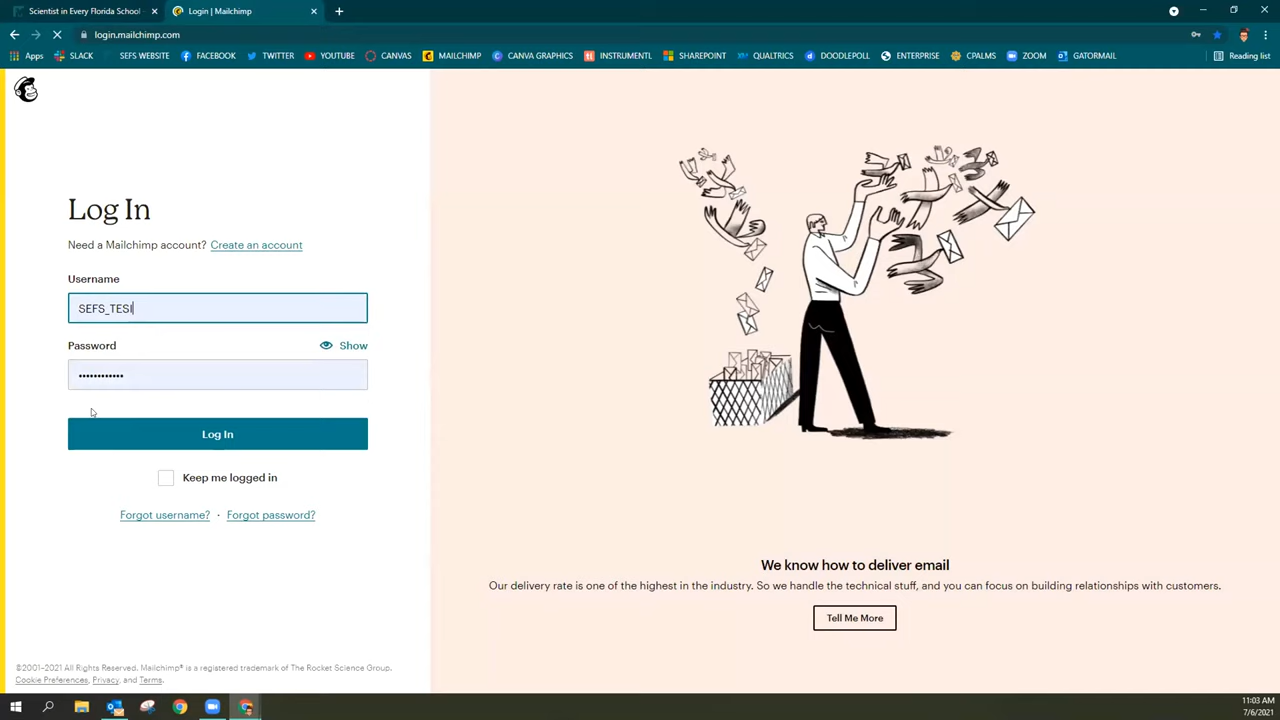 Scientist in Every Florida School
Login | Mailchimp
login.mailchimp.com
Apps
SLACK
SEFS WEBSITE
FACEBOOK
TWITTER
YOUTUBE
CANVAS
MAILCHIMP
CANVA GRAPHICS
INSTRUMENTL
SHAREPOINT
QUALTRICS
DOODLEPOLL
ENTERPRISE
CPALMS
ZOOM
GATORMAIL
Reading list
Log In
Need a Mailchimp account? Create an account
Username
SEFS_TESI
Password
Show
••••••••••••
Log In
Keep me logged in
Forgot username? · Forgot password?
We know how to deliver email
Our delivery rate is one of the highest in the industry. So we handle the technical stuff, and you can focus on building relationships with customers.
Tell Me More
©2001–2021 All Rights Reserved. Mailchimp® is a registered trademark of The Rocket Science Group.
Cookie Preferences, Privacy, and Terms.
11:03 AM
7/6/2021